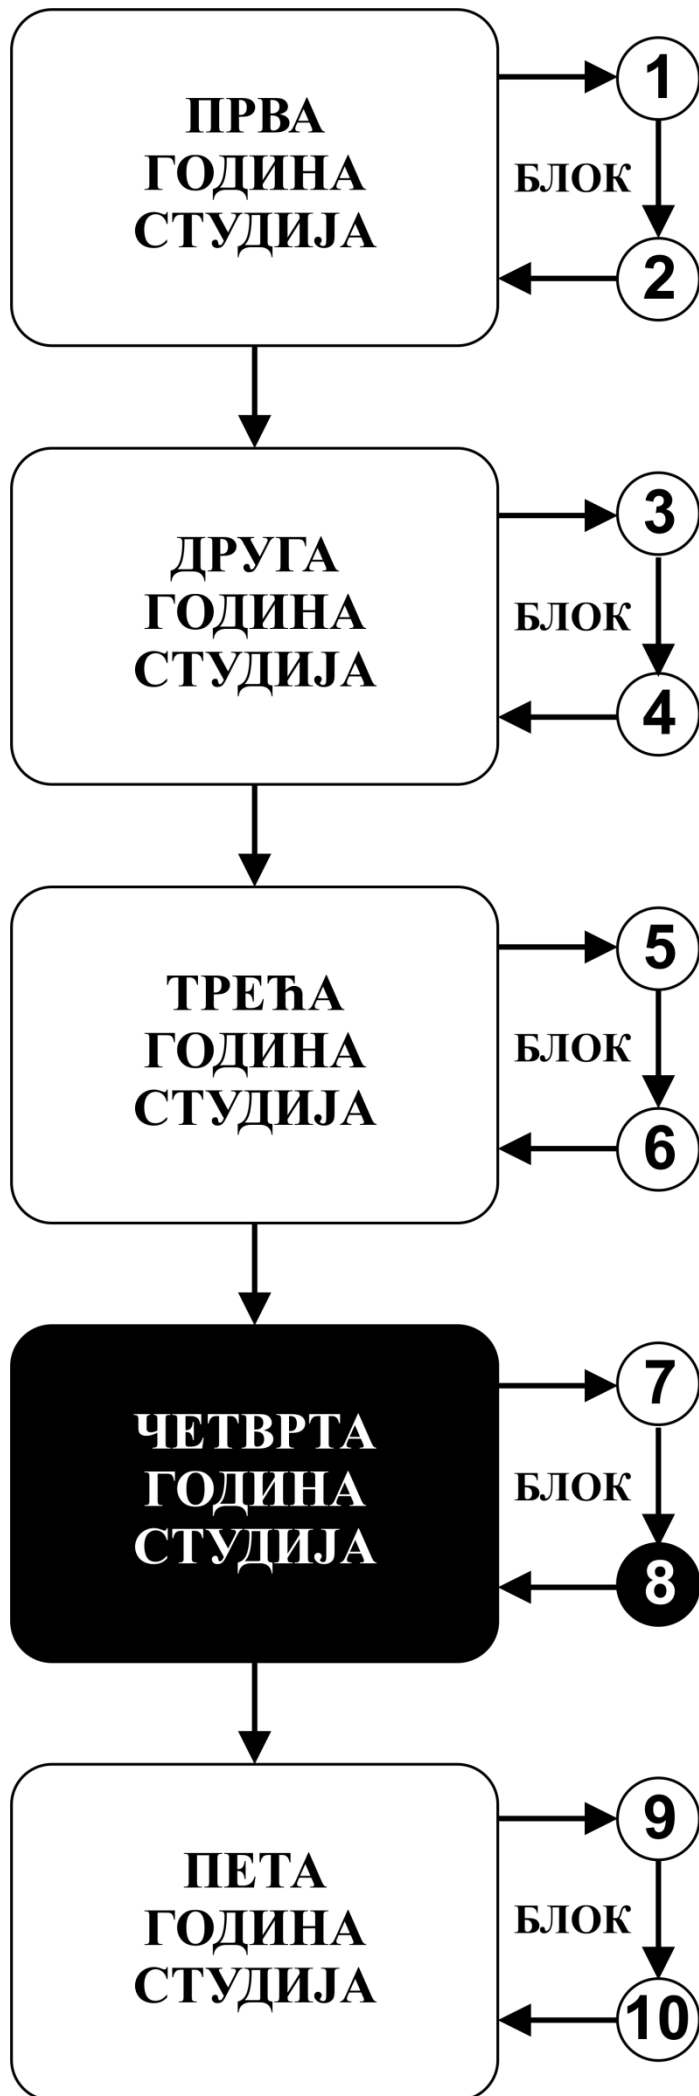 ПРВА
ГОДИНА
СТУДИЈА
1
БЛОК
2
ДРУГА
ГОДИНА
СТУДИЈА
3
БЛОК
4
ТРЕЋА
ГОДИНА
СТУДИЈА
5
БЛОК
6
ЧЕТВРТА
ГОДИНА
СТУДИЈА
7
БЛОК
8
ПЕТА
ГОДИНА
СТУДИЈА
9
БЛОК
10